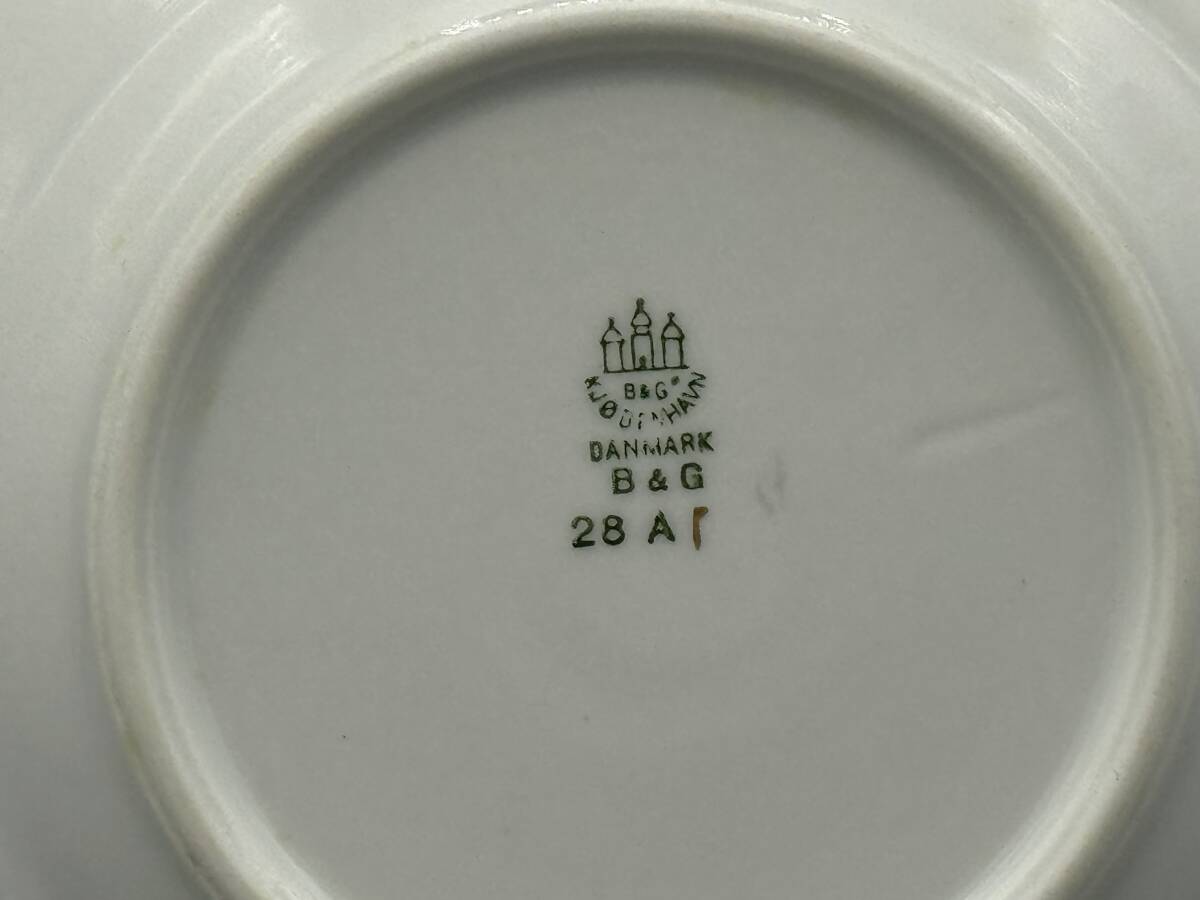 B&G
KJØBENHAVN
DANMARK
B & G
28 A